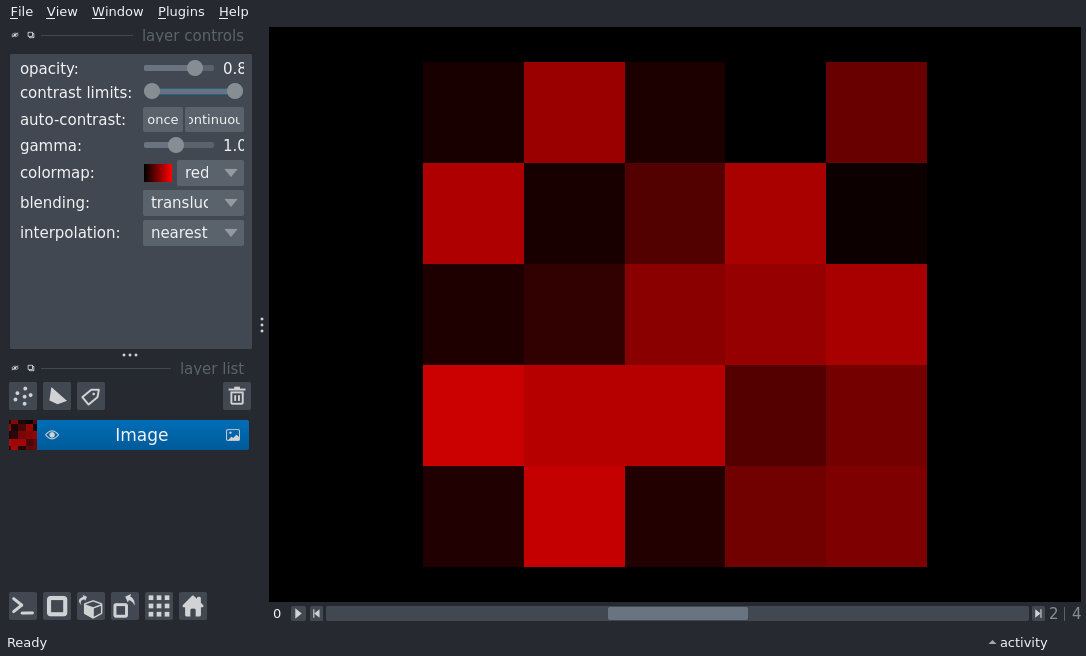 File View Window Plugins Help
layer controls
opacity: 0.8
contrast limits:
auto-contrast: once ontinuou
gamma: 1.0
colormap: red
blending: transluc
interpolation: nearest
layer list
Image
0 2 | 4
Ready activity